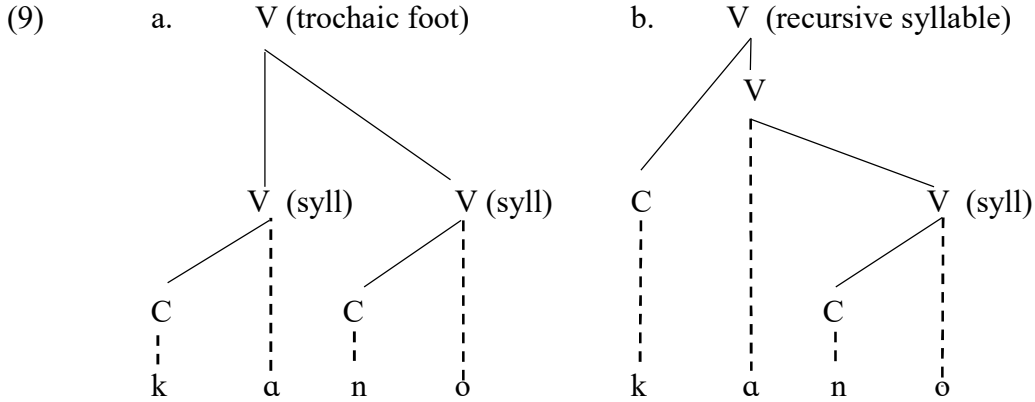 (9) a. V (trochaic foot) b. V (recursive syllable)
V
V (syll) V (syll) C V (syll)
C C C
k ɑ n o k ɑ n o